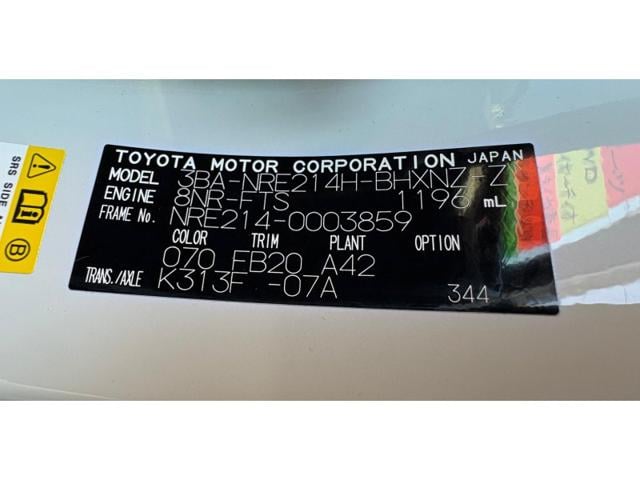 TOYOTA MOTOR CORPORATION JAPAN
MODEL 3BA-NRE214H-BHXNZ-Z
ENGINE 8NR-FTS 1196 mL
FRAME No. NRE214-0003859
COLOR TRIM PLANT OPTION
070 FB20 A42
TRANS./AXLE K313F -07A
344
SRS SIDE
B